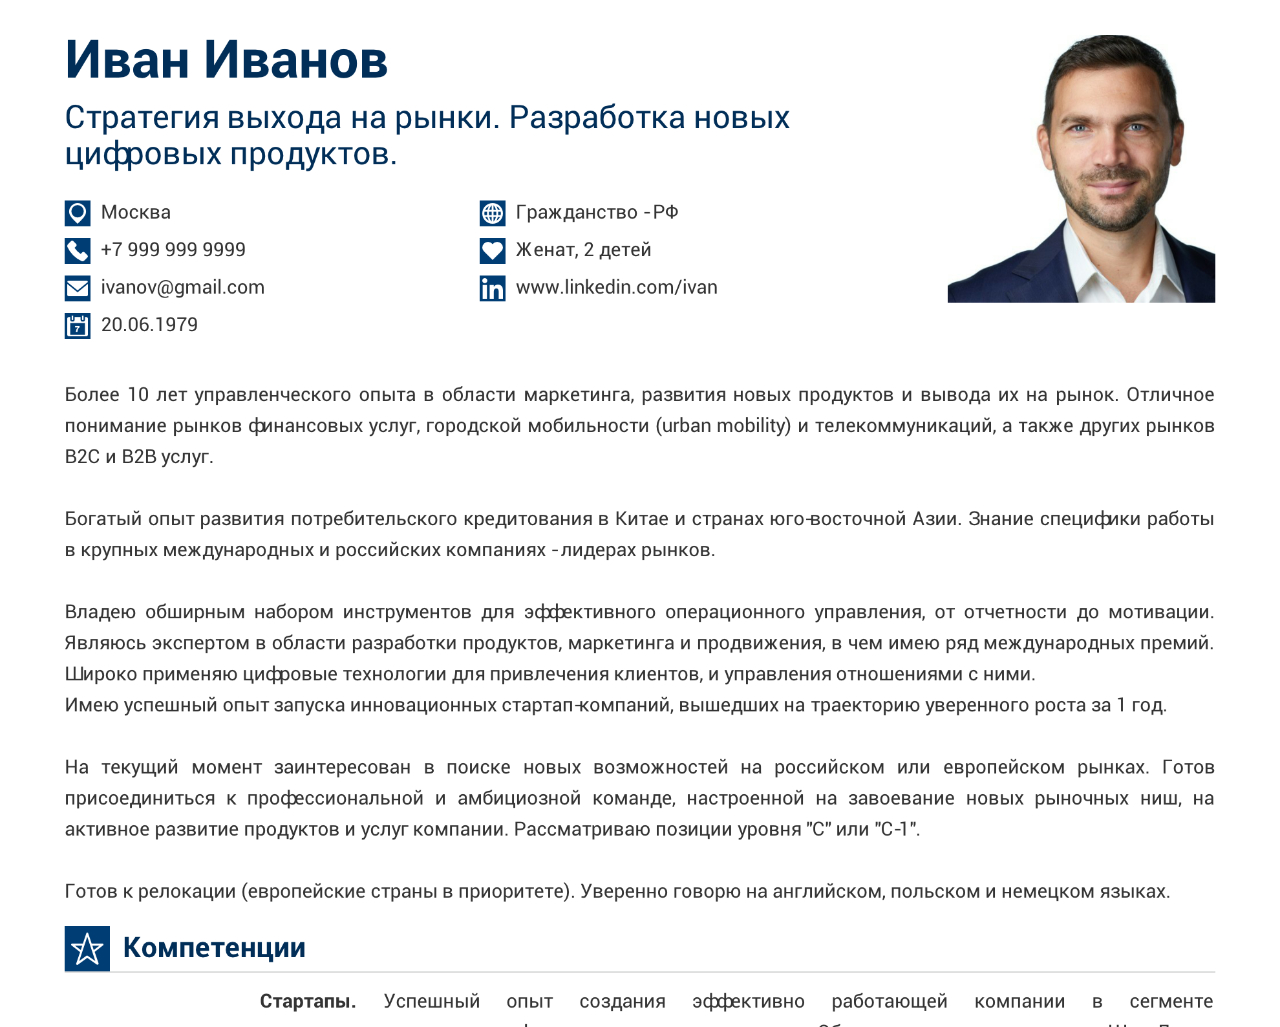 Иван Иванов
Стратегия выхода на рынки. Разработка новых
цифровых продуктов.
Москва
Гражданство - РФ
+7 999 999 9999
Женат, 2 детей
ivanov@gmail.com
www.linkedin.com/ivan
20.06.1979
Более 10 лет управленческого опыта в области маркетинга, развития новых продуктов и вывода их на рынок. Отличное
понимание рынков финансовых услуг, городской мобильности (urban mobility) и телекоммуникаций, а также других рынков
B2C и B2B услуг.
Богатый опыт развития потребительского кредитования в Китае и странах юго-восточной Азии. Знание специфики работы
в крупных международных и российских компаниях - лидерах рынков.
Владею обширным набором инструментов для эффективного операционного управления, от отчетности до мотивации.
Являюсь экспертом в области разработки продуктов, маркетинга и продвижения, в чем имею ряд международных премий.
Широко применяю цифровые технологии для привлечения клиентов, и управления отношениями с ними.
Имею успешный опыт запуска инновационных стартап-компаний, вышедших на траекторию уверенного роста за 1 год.
На текущий момент заинтересован в поиске новых возможностей на российском или европейском рынках. Готов
присоединиться к профессиональной и амбициозной команде, настроенной на завоевание новых рыночных ниш, на
активное развитие продуктов и услуг компании. Рассматриваю позиции уровня "C" или "C-1".
Готов к релокации (европейские страны в приоритете). Уверенно говорю на английском, польском и немецком языках.
Компетенции
Стартапы. Успешный опыт создания эффективно работающей компании в сегменте